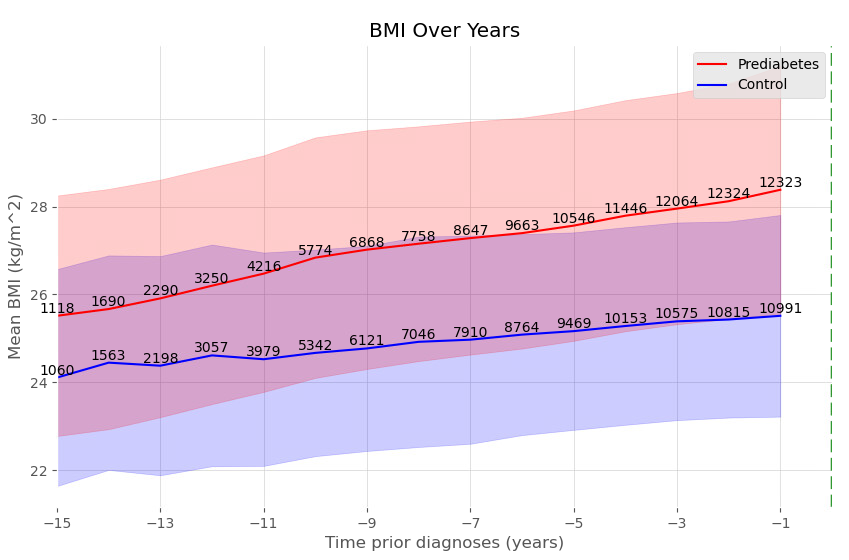 BMI Over Years
Prediabetes
Control
Mean BMI (kg/m^2)
30
28
26
24
22
1118 1690 2290 3250 4216 5774 6868 7758 8647 9663 10546 11446 12064 12324 12323
1060 1563 2198 3057 3979 5342 6121 7046 7910 8764 9469 10153 10575 10815 10991
−15 −13 −11 −9 −7 −5 −3 −1
Time prior diagnoses (years)